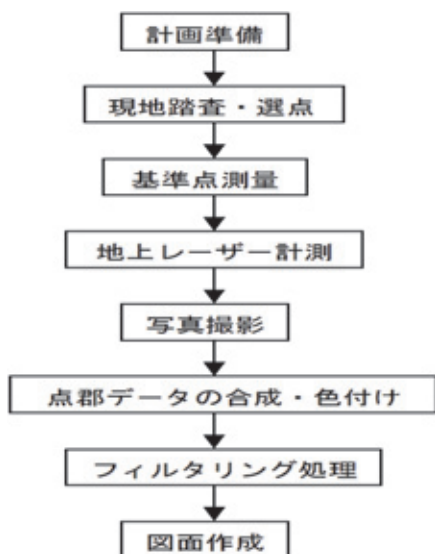 計画準備
現地踏査・選点
基準点測量
地上レーザー計測
写真撮影
点郡データの合成・色付け
フィルタリング処理
図面作成